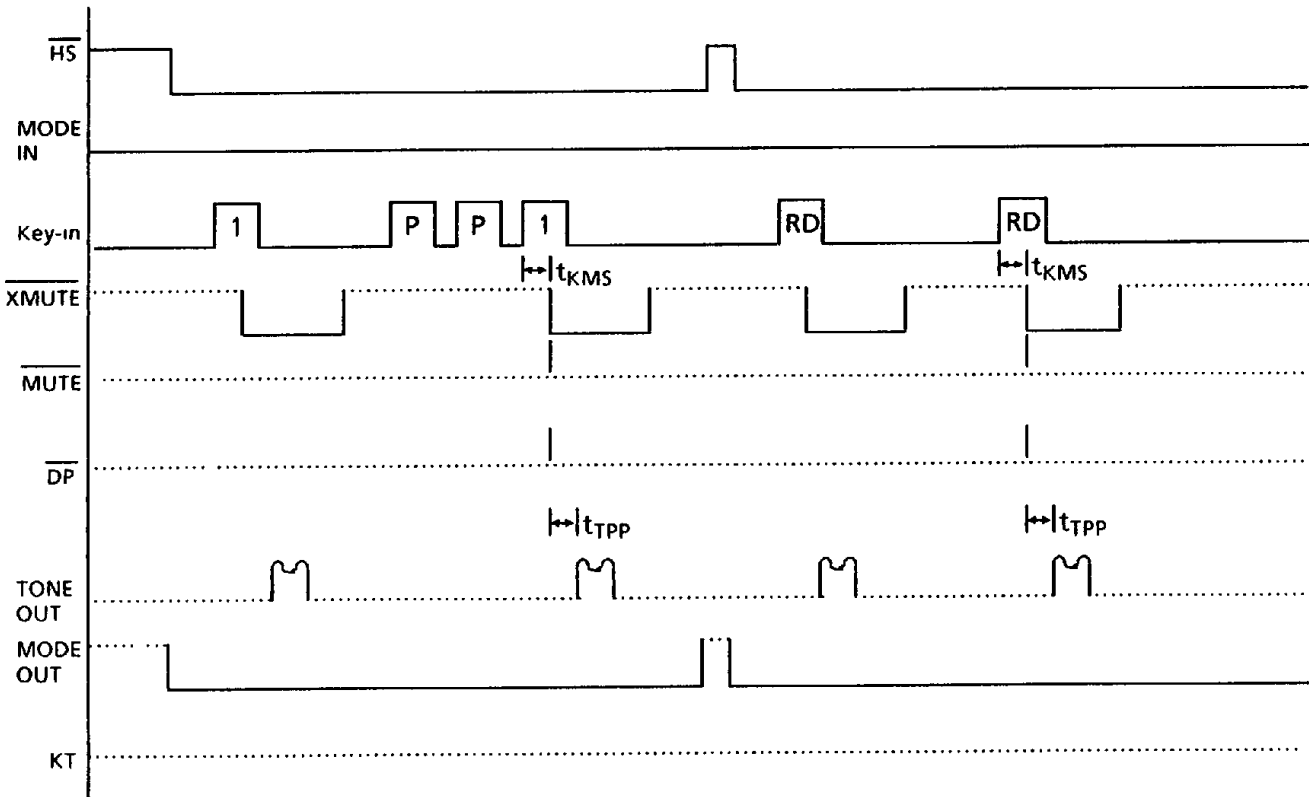 HS
MODE
IN
Key-in
1
P
P
1
RD
RD
tKMS
tKMS
XMUTE
MUTE
DP
tTPP
tTPP
TONE
OUT
MODE
OUT
KT